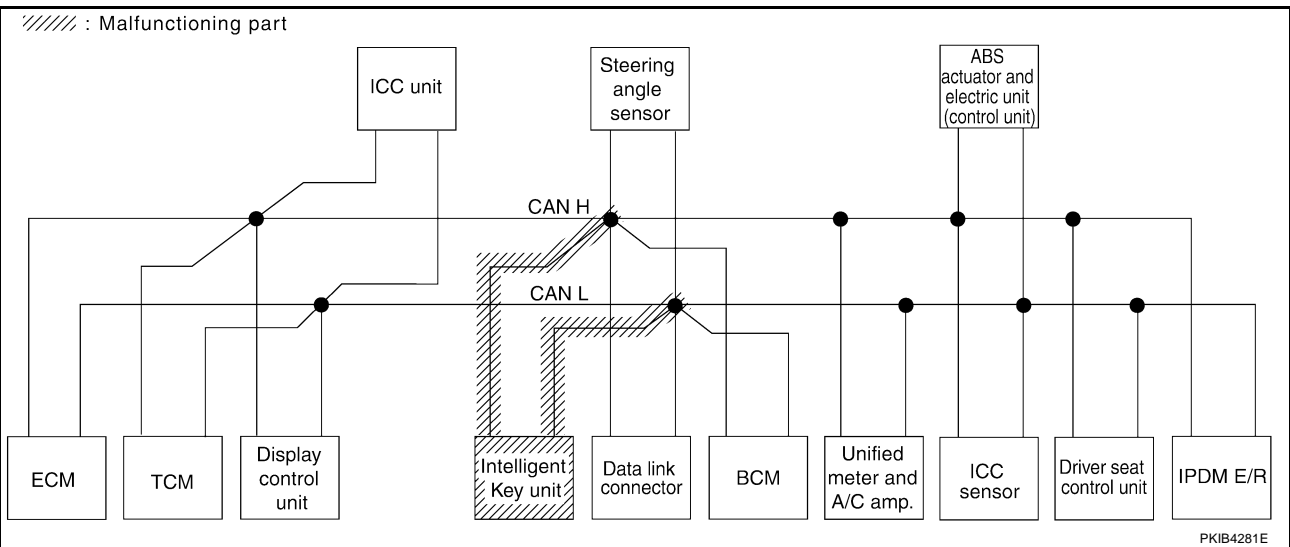 : Malfunctioning part
ICC unit
Steering
angle
sensor
ABS
actuator and
electric unit
(control unit)
CAN H
CAN L
ECM
TCM
Display
control
unit
Intelligent
Key unit
Data link
connector
BCM
Unified
meter and
A/C amp.
ICC
sensor
Driver seat
control unit
IPDM E/R
PKIB4281E